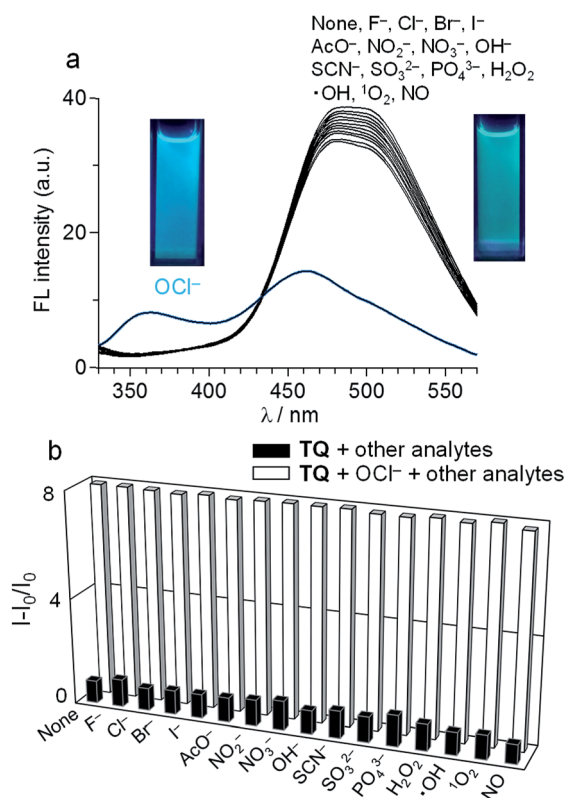 None, F⁻, Cl⁻, Br⁻, I⁻
AcO⁻, NO₂⁻, NO₃⁻, OH⁻
SCN⁻, SO₃²⁻, PO₄³⁻, H₂O₂
•OH, ¹O₂, NO
a
40
20
0
FL intensity (a.u.)
OCl⁻
350 400 450 500 550
λ / nm
b
TQ + other analytes
TQ + OCl⁻ + other analytes
8
4
0
I-I₀/I₀
None F⁻ Cl⁻ Br⁻ I⁻ AcO⁻ NO₂⁻ NO₃⁻ OH⁻ SCN⁻ SO₃²⁻ PO₄³⁻ H₂O₂ •OH ¹O₂ NO